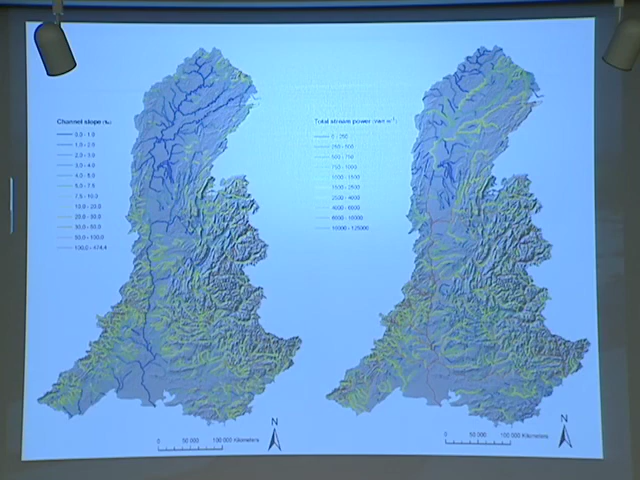 Channel slope
0,0 - 1,0
1,0 - 2,0
2,0 - 3,0
3,0 - 4,0
4,0 - 5,0
5,0 - 7,5
7,5 - 10,0
10,0 - 20,0
20,0 - 30,0
30,0 - 50,0
50,0 - 100,0
100,0 - 474,4
Total stream power
0 - 250
250 - 500
500 - 750
750 - 1000
1000 - 1500
1500 - 2500
2500 - 4000
4000 - 6000
10000 - 125000
N
0 50 000 100 000 Kilometers
N
0 50 000 100 000 Kilometers